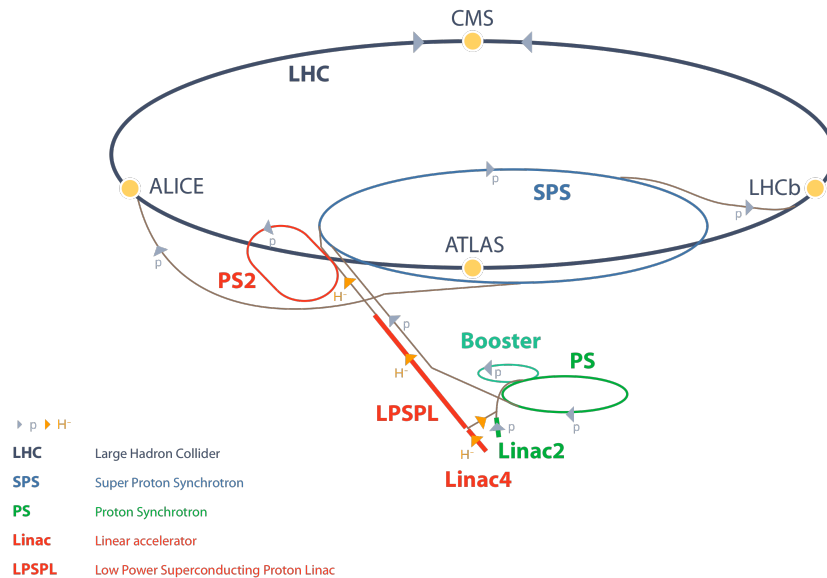 CMS
LHC
ALICE
p
SPS
LHCb
p
p
ATLAS
PS2
p
H⁻
p
Booster
p
PS
H⁻
LPSPL
p
p
Linac2
H⁻
Linac4
p H⁻
LHC Large Hadron Collider
SPS Super Proton Synchrotron
PS Proton Synchrotron
Linac Linear accelerator
LPSPL Low Power Superconducting Proton Linac